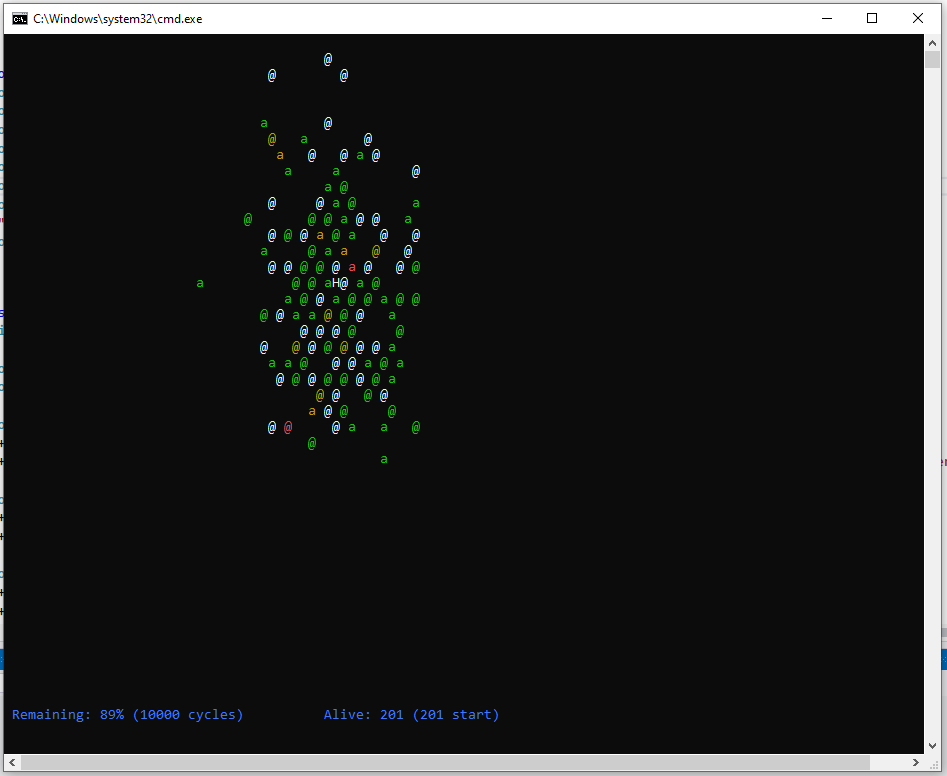 C:\Windows\system32\cmd.exe
@
@ @
a @
@ a @
a @ @ a @
a a @
a @
@ @ a @ a
@ @ @ a @ @ a
@ @ @ a @ a @ @
a @ a a @ @
@ @ @ @ @ a @ @ @
a @ @ aH@ a @
a @ @ a @ @ a @ @
@ @ a a @ @ @ a
@ @ @ @ @
@ @ @ @ @ @ @ a
a a @ @ @ a @ a
@ @ @ @ @ @ @ a
@ @ @ @
a @ @ @
@ @ @ a a @
@
a
Remaining: 89% (10000 cycles) Alive: 201 (201 start)